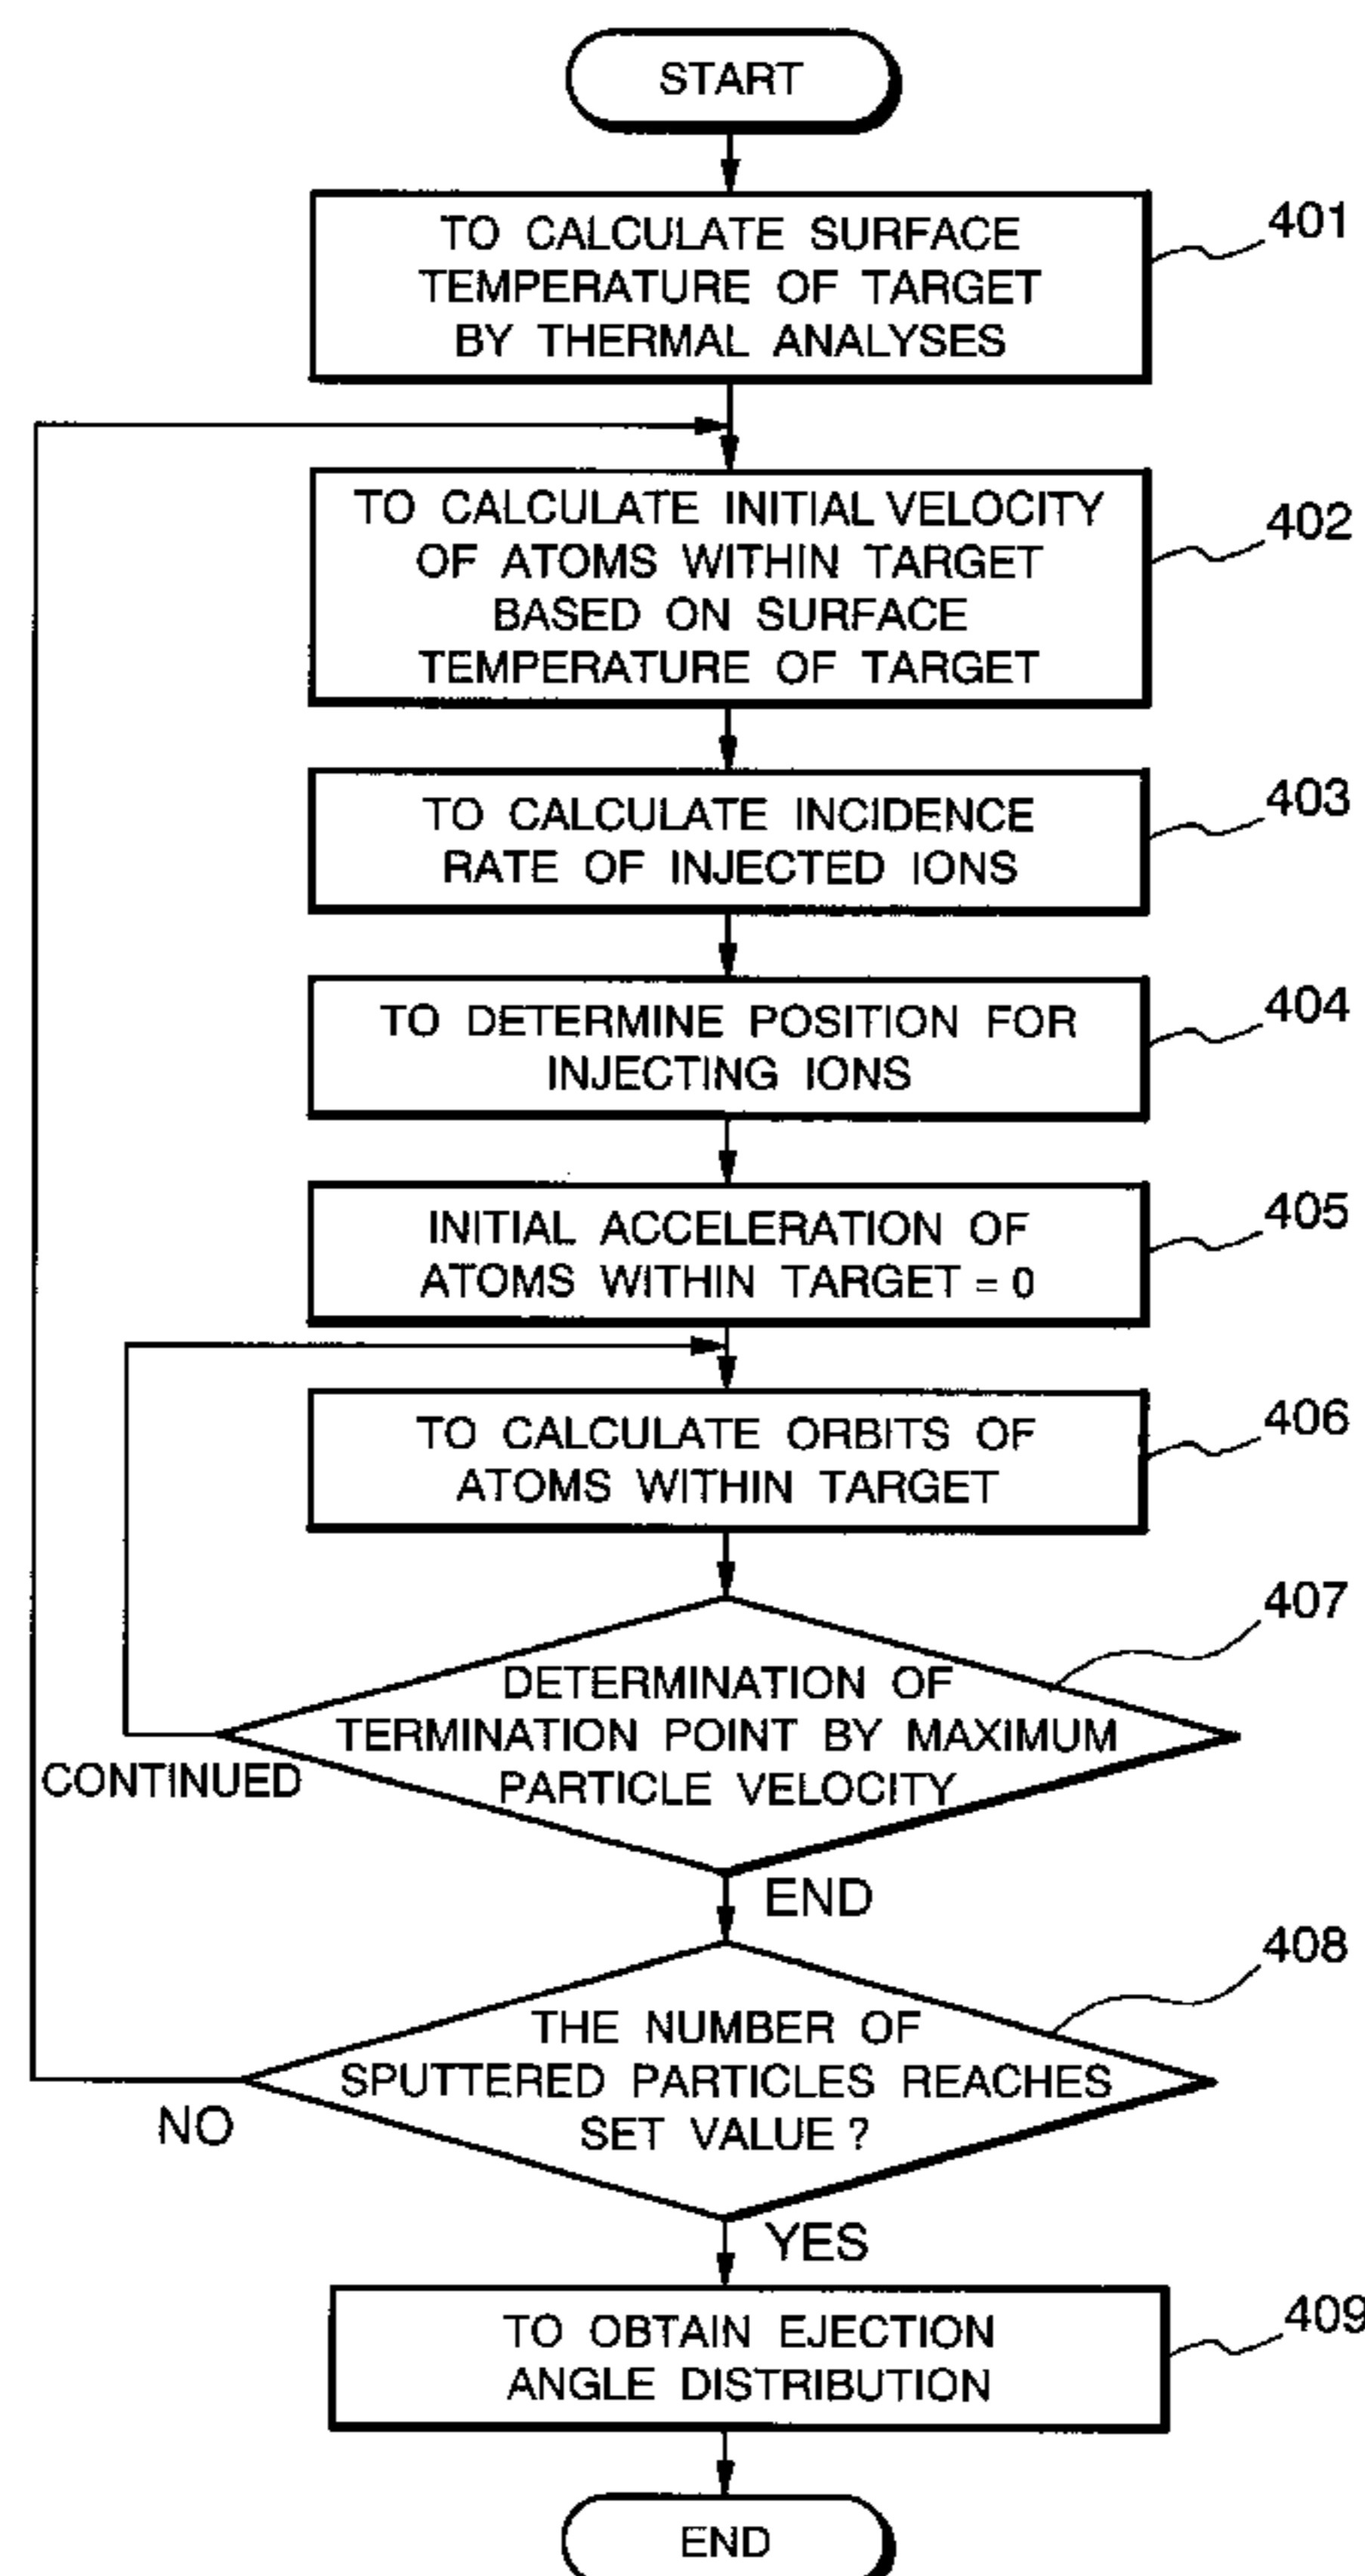 START
TO CALCULATE SURFACE
TEMPERATURE OF TARGET
BY THERMAL ANALYSES
401
TO CALCULATE INITIAL VELOCITY
OF ATOMS WITHIN TARGET
BASED ON SURFACE
TEMPERATURE OF TARGET
402
TO CALCULATE INCIDENCE
RATE OF INJECTED IONS
403
TO DETERMINE POSITION FOR
INJECTING IONS
404
INITIAL ACCELERATION OF
ATOMS WITHIN TARGET = 0
405
TO CALCULATE ORBITS OF
ATOMS WITHIN TARGET
406
DETERMINATION OF
TERMINATION POINT BY MAXIMUM
PARTICLE VELOCITY
407
CONTINUED
END
THE NUMBER OF
SPUTTERED PARTICLES REACHES
SET VALUE ?
408
NO
YES
TO OBTAIN EJECTION
ANGLE DISTRIBUTION
409
END